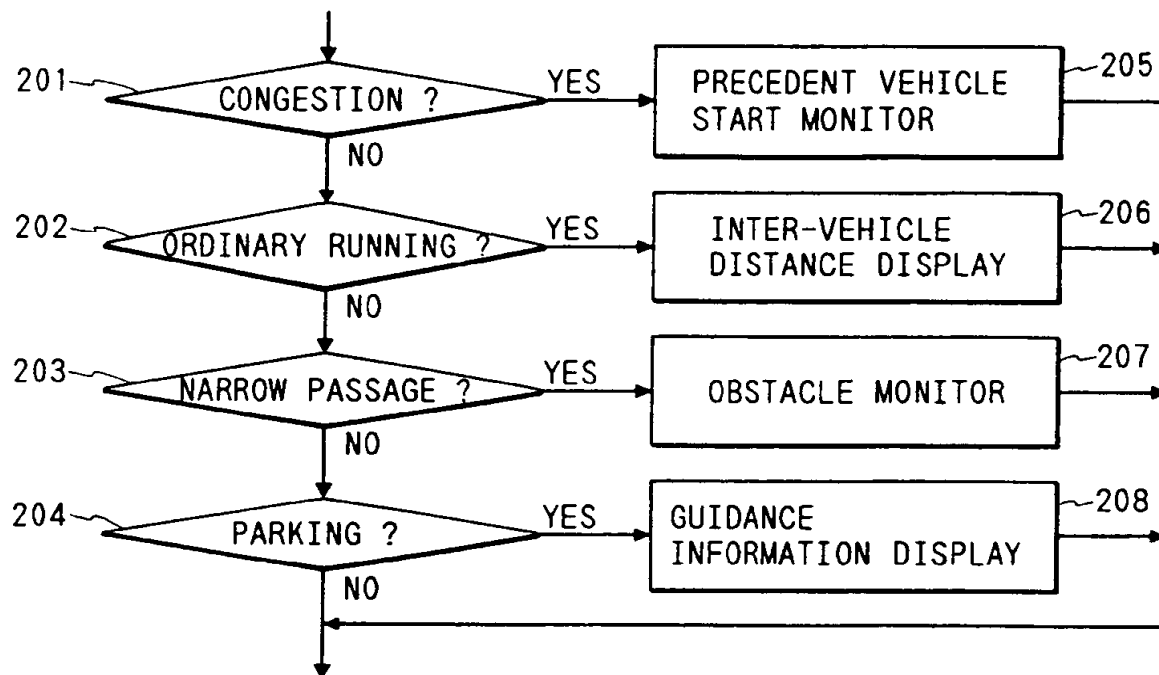 201
CONGESTION ?
YES
PRECEDENT VEHICLE
START MONITOR
205
NO
202
ORDINARY RUNNING ?
YES
INTER-VEHICLE
DISTANCE DISPLAY
206
NO
203
NARROW PASSAGE ?
YES
OBSTACLE MONITOR
207
NO
204
PARKING ?
YES
GUIDANCE
INFORMATION DISPLAY
208
NO